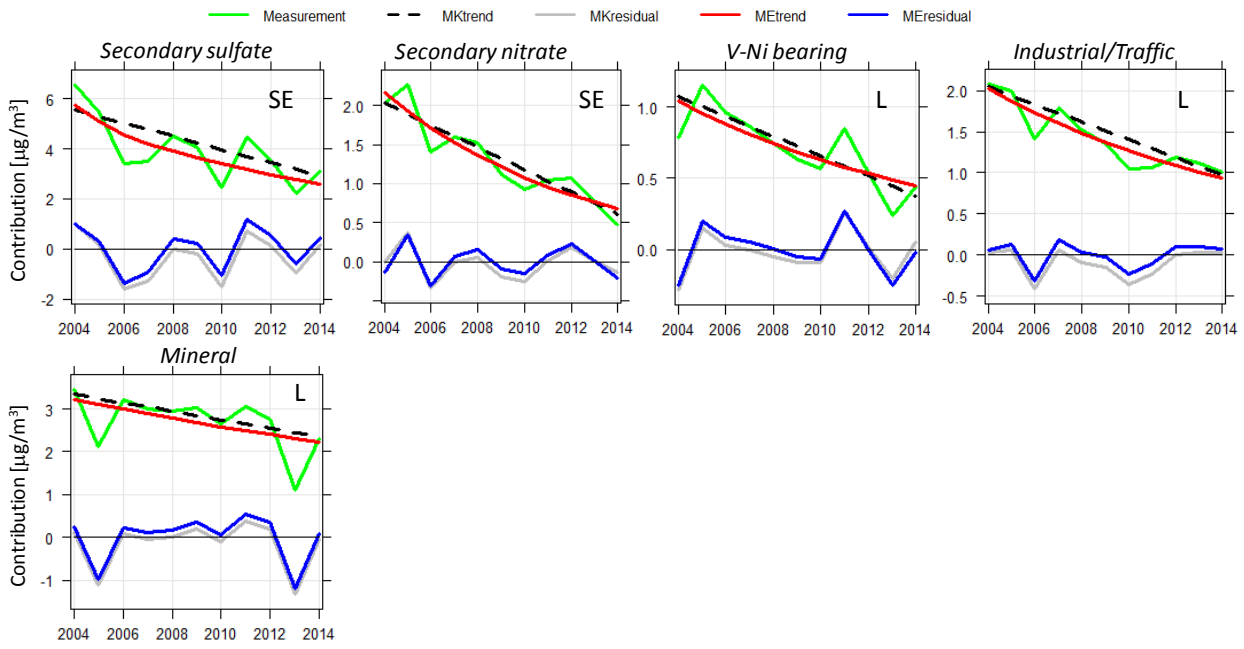 Measurement MKtrend MKresidual MEtrend MEresidual
Secondary sulfate Secondary nitrate V-Ni bearing Industrial/Traffic
SE SE L L
Contribution [µg/m³]
6
4
2
0
-2
2.0
1.5
1.0
0.5
0.0
1.0
0.5
0.0
2.0
1.5
1.0
0.5
0.0
-0.5
2004 2006 2008 2010 2012 2014 2004 2006 2008 2010 2012 2014 2004 2006 2008 2010 2012 2014 2004 2006 2008 2010 2012 2014
Mineral
L
Contribution [µg/m³]
3
2
1
0
-1
2004 2006 2008 2010 2012 2014